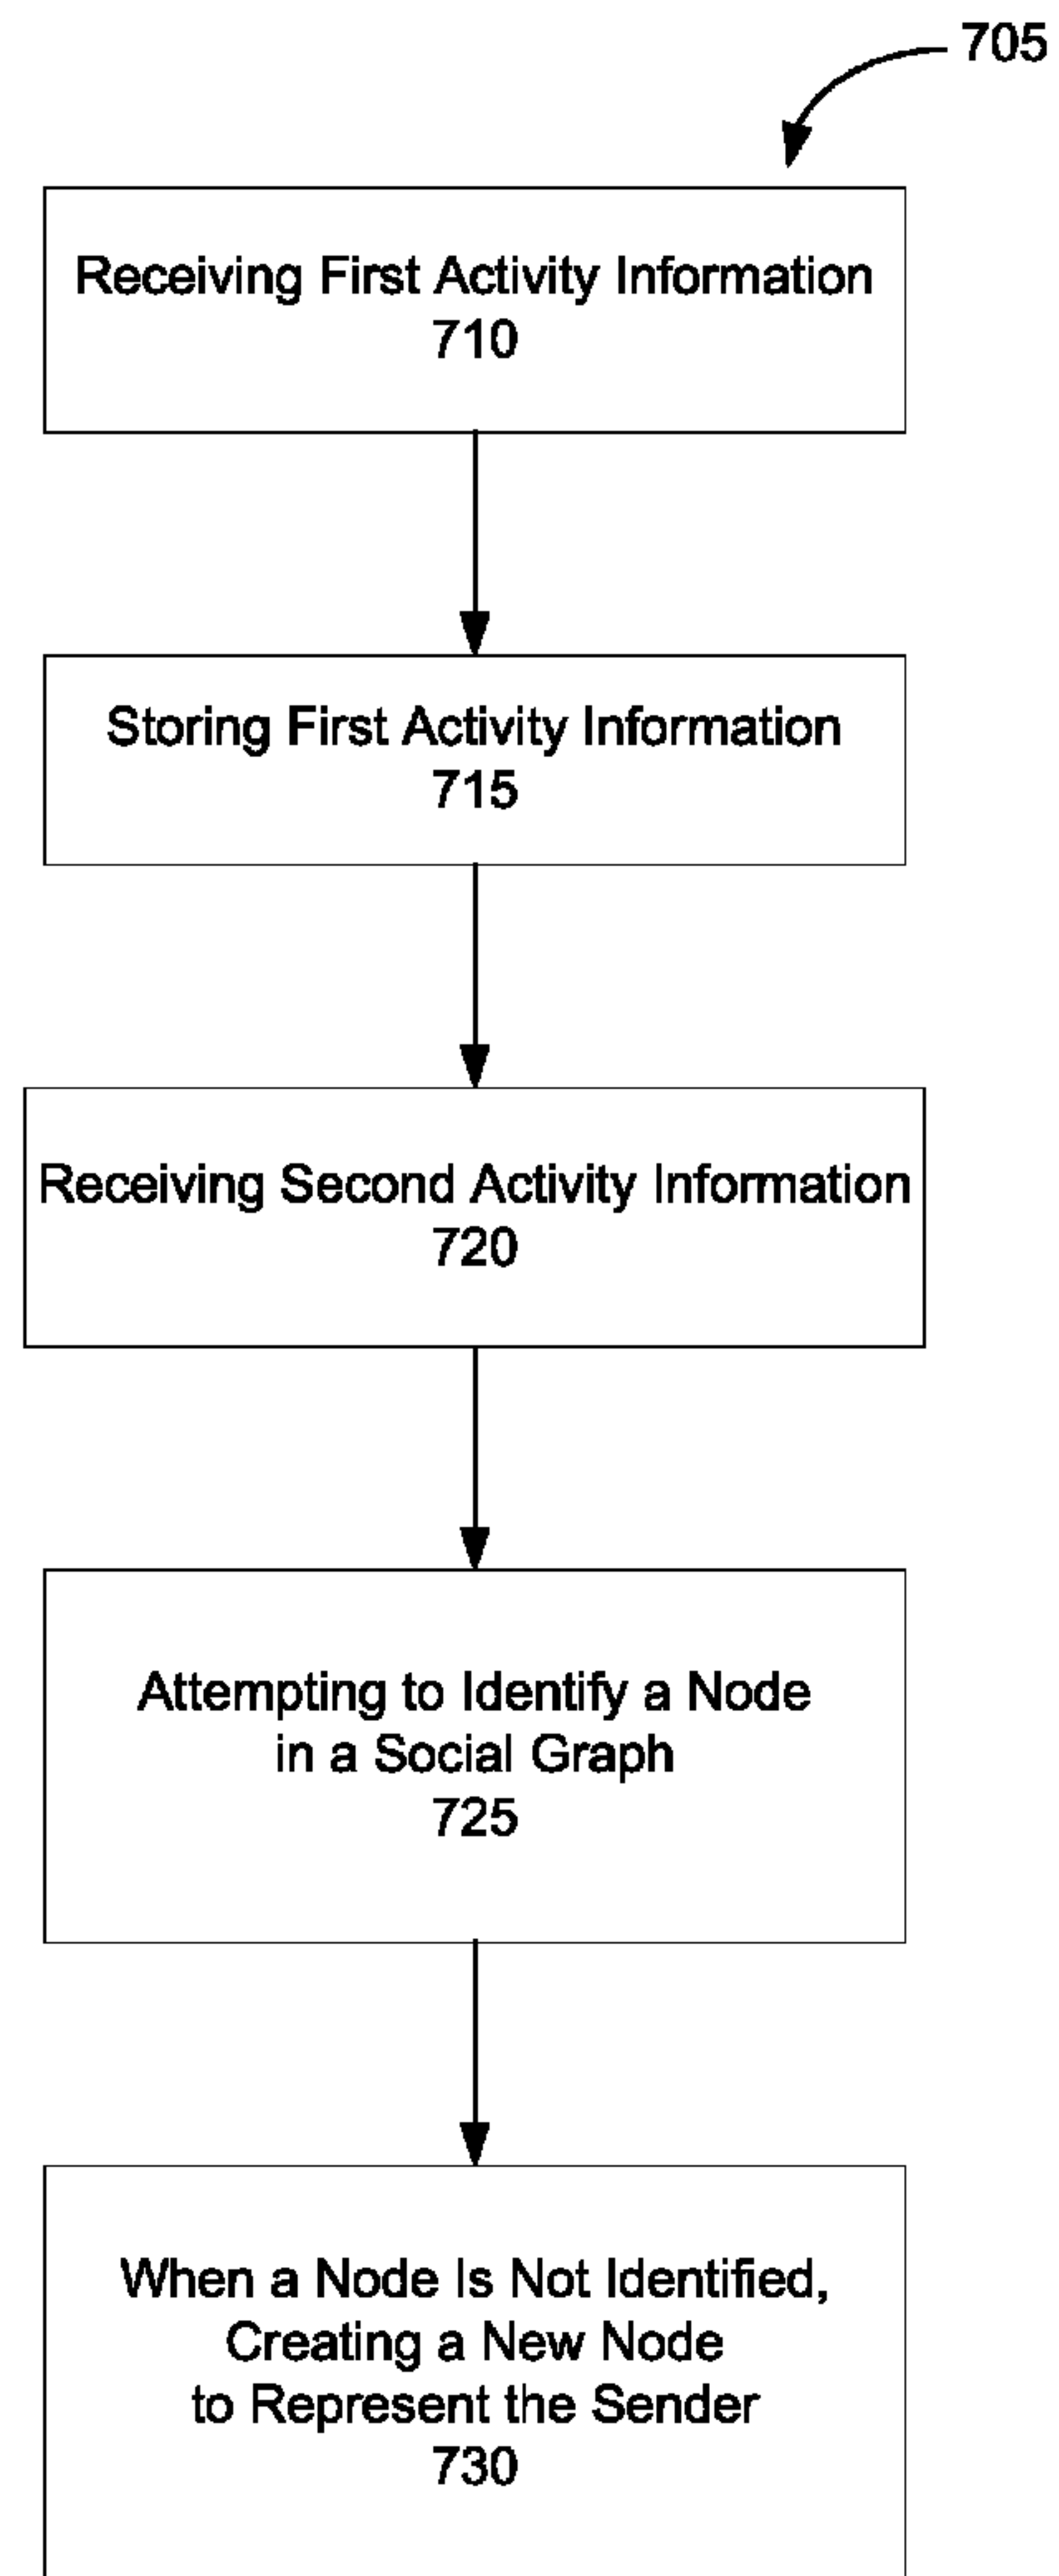 705
Receiving First Activity Information
710
Storing First Activity Information
715
Receiving Second Activity Information
720
Attempting to Identify a Node
in a Social Graph
725
When a Node Is Not Identified,
Creating a New Node
to Represent the Sender
730